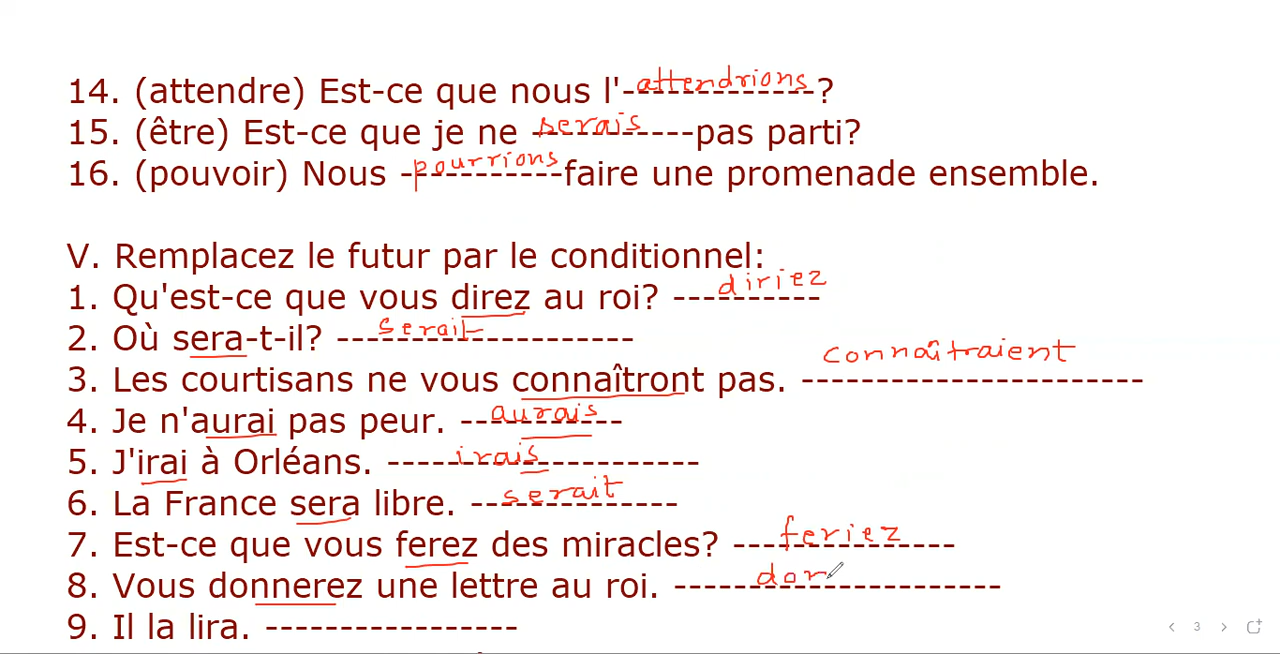 14. (attendre) Est-ce que nous l'-attendrions-?
15. (être) Est-ce que je ne serais-pas parti?
16. (pouvoir) Nous -pourrions-faire une promenade ensemble.
V. Remplacez le futur par le conditionnel:
1. Qu'est-ce que vous direz au roi? diriez
2. Où sera-t-il? serait
3. Les courtisans ne vous connaîtront pas. connaîtraient
4. Je n'aurai pas peur. aurais
5. J'irai à Orléans. irais
6. La France sera libre. serait
7. Est-ce que vous ferez des miracles? feriez
8. Vous donnerez une lettre au roi. don
9. Il la lira. -----------------
< 3 >